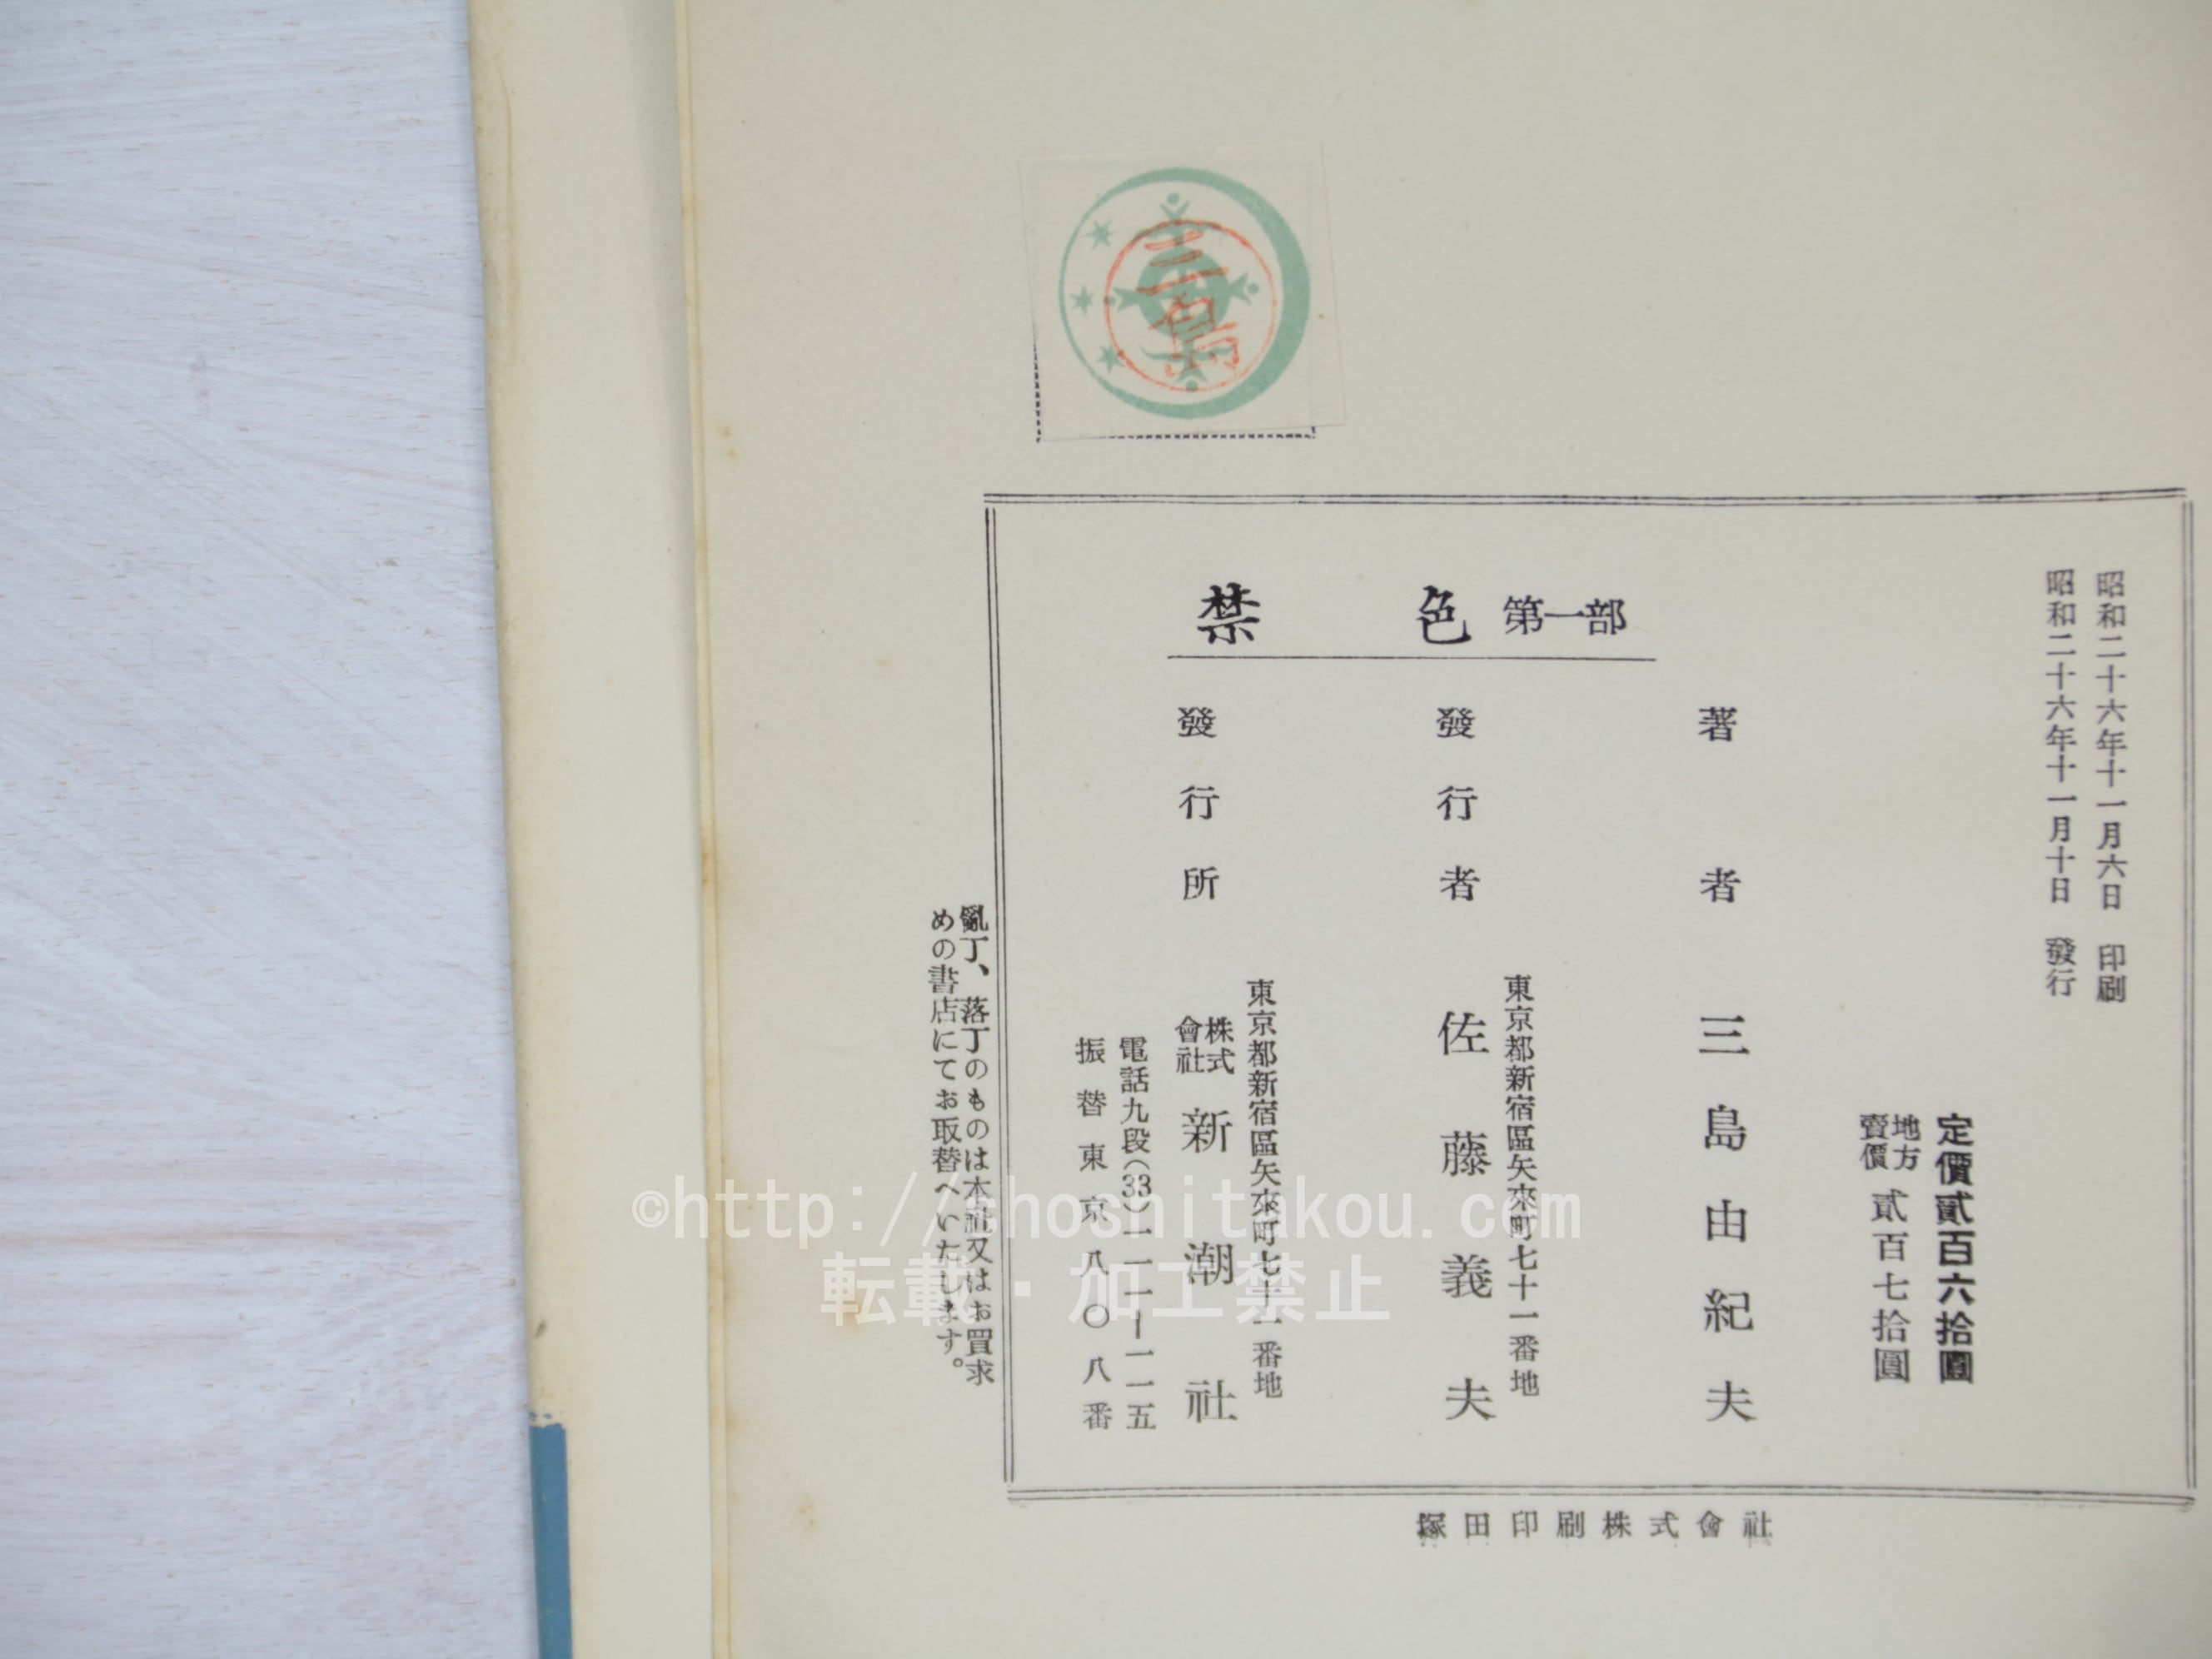 三島
禁色 第一部
昭和二十六年十一月六日 印刷
昭和二十六年十一月十日 發行
定價貳百六拾圓
地方賣價 貳百七拾圓
著者 三島由紀夫
東京都新宿區矢來町七十一番地
發行者 佐藤義夫
東京都新宿區矢來町七十一番地
發行所 株式會社 新潮社
電話九段(33)一一一一―一一一五
振替東京八〇八番
亂丁、落丁のものは本社又はお買求
めの書店にてお取替へいたします。
塚田印刷株式會社
©http://shoshitakou.com
転載・加工禁止